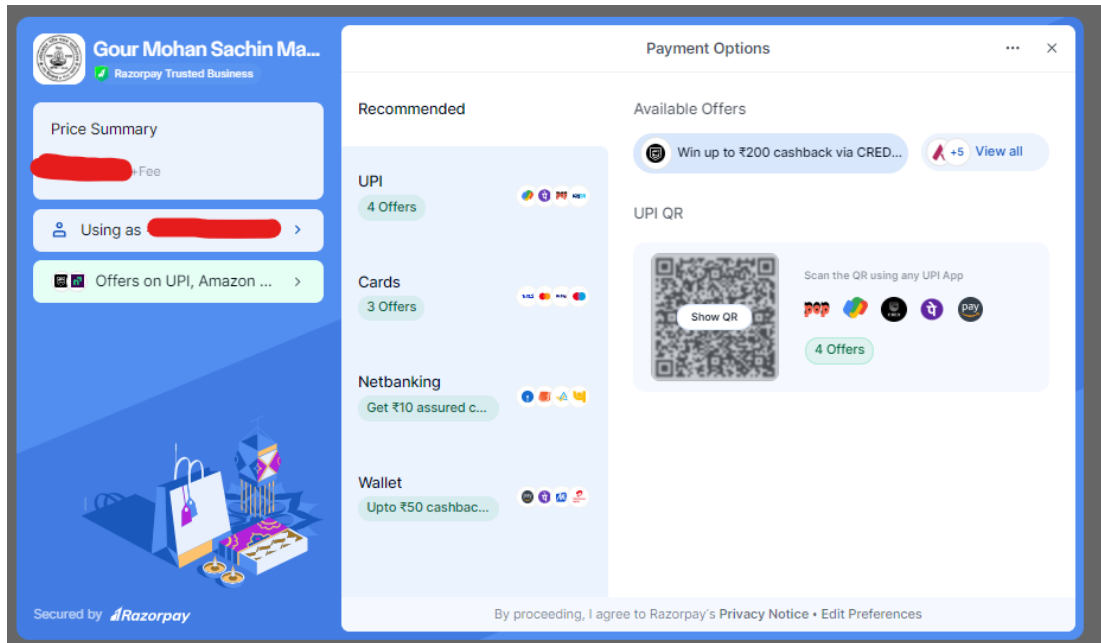 Gour Mohan Sachin Ma...
Razorpay Trusted Business
Price Summary
+Fee
Using as
Offers on UPI, Amazon ...
Secured by Razorpay
Payment Options
Recommended
UPI
4 Offers
Cards
3 Offers
Netbanking
Get ₹10 assured c...
Wallet
Upto ₹50 cashbac...
Available Offers
Win up to ₹200 cashback via CRED...
+5 View all
UPI QR
Show QR
Scan the QR using any UPI App
pop
pay
4 Offers
By proceeding, I agree to Razorpay's Privacy Notice • Edit Preferences